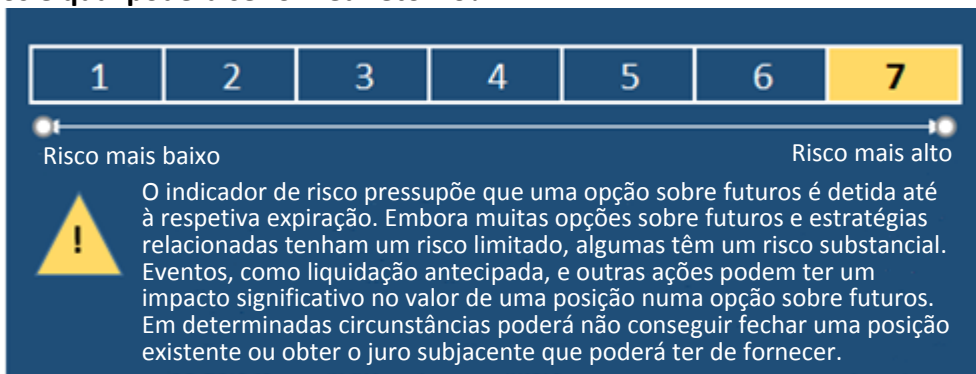 1 2 3 4 5 6 7
Risco mais baixo Risco mais alto
O indicador de risco pressupõe que uma opção sobre futuros é detida até
à respetiva expiração. Embora muitas opções sobre futuros e estratégias
relacionadas tenham um risco limitado, algumas têm um risco substancial.
Eventos, como liquidação antecipada, e outras ações podem ter um
impacto significativo no valor de uma posição numa opção sobre futuros.
Em determinadas circunstâncias poderá não conseguir fechar uma posição
existente ou obter o juro subjacente que poderá ter de fornecer.